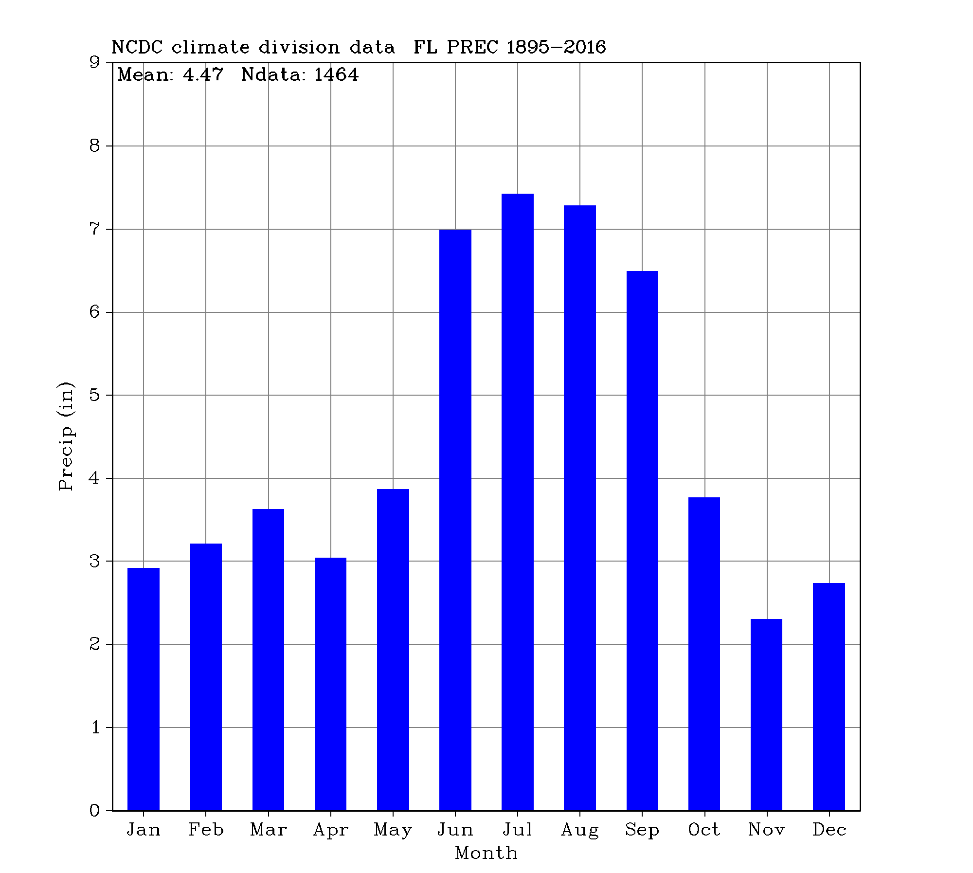 NCDC climate division data  FL PREC 1895-2016
Mean: 4.47  Ndata: 1464
9
8
7
6
5
4
3
2
1
0
Precip (in)
Jan Feb Mar Apr May Jun Jul Aug Sep Oct Nov Dec
Month